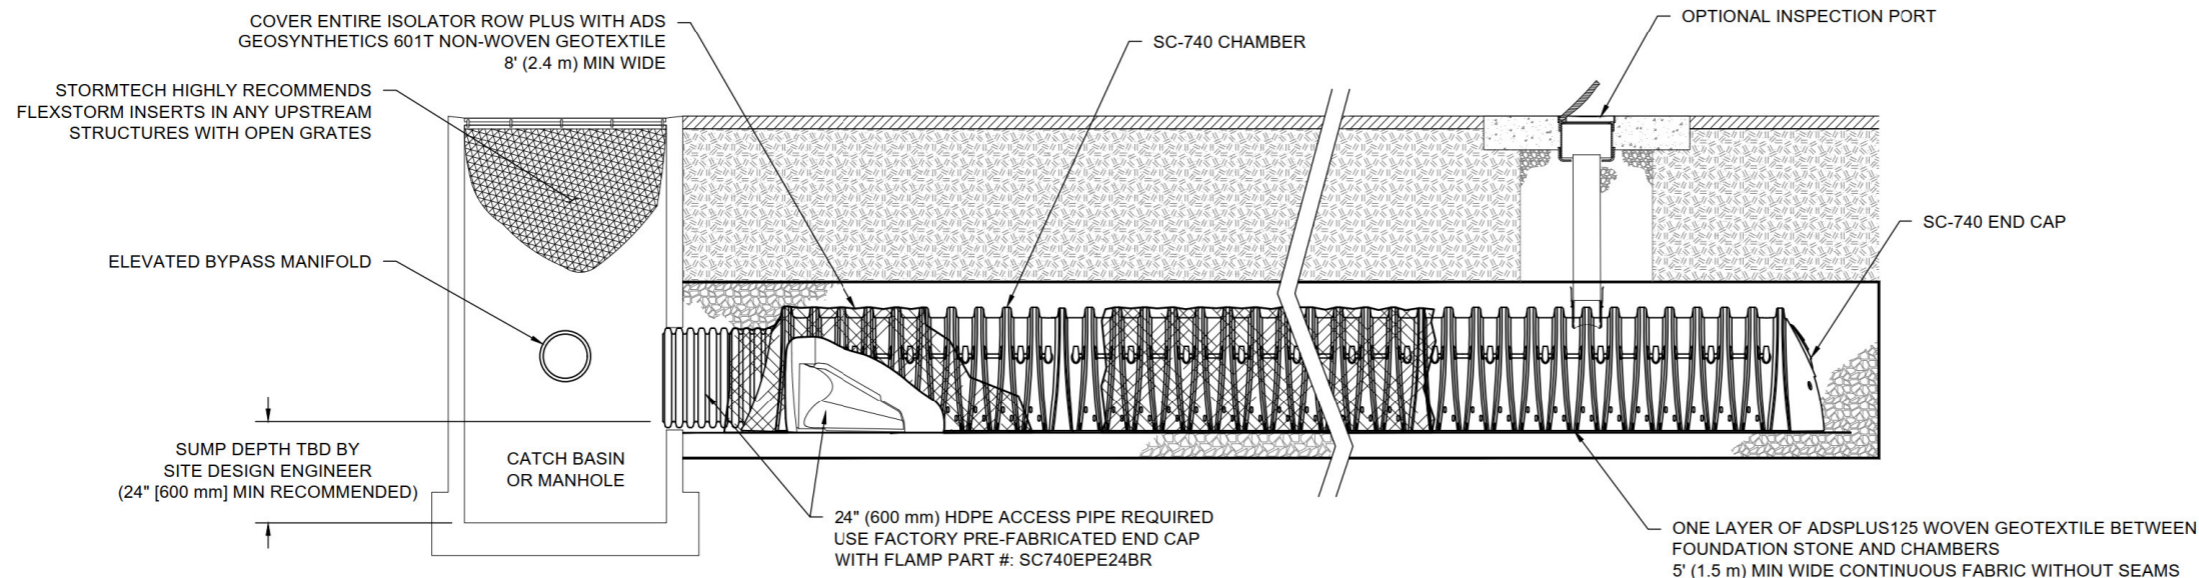 COVER ENTIRE ISOLATOR ROW PLUS WITH ADS
GEOSYNTHETICS 601T NON-WOVEN GEOTEXTILE
8' (2.4 m) MIN WIDE
STORMTECH HIGHLY RECOMMENDS
FLEXSTORM INSERTS IN ANY UPSTREAM
STRUCTURES WITH OPEN GRATES
ELEVATED BYPASS MANIFOLD
SUMP DEPTH TBD BY
SITE DESIGN ENGINEER
(24" [600 mm] MIN RECOMMENDED)
CATCH BASIN
OR MANHOLE
SC-740 CHAMBER
OPTIONAL INSPECTION PORT
SC-740 END CAP
24" (600 mm) HDPE ACCESS PIPE REQUIRED
USE FACTORY PRE-FABRICATED END CAP
WITH FLAMP PART #: SC740EPE24BR
ONE LAYER OF ADSPLUS125 WOVEN GEOTEXTILE BETWEEN
FOUNDATION STONE AND CHAMBERS
5' (1.5 m) MIN WIDE CONTINUOUS FABRIC WITHOUT SEAMS